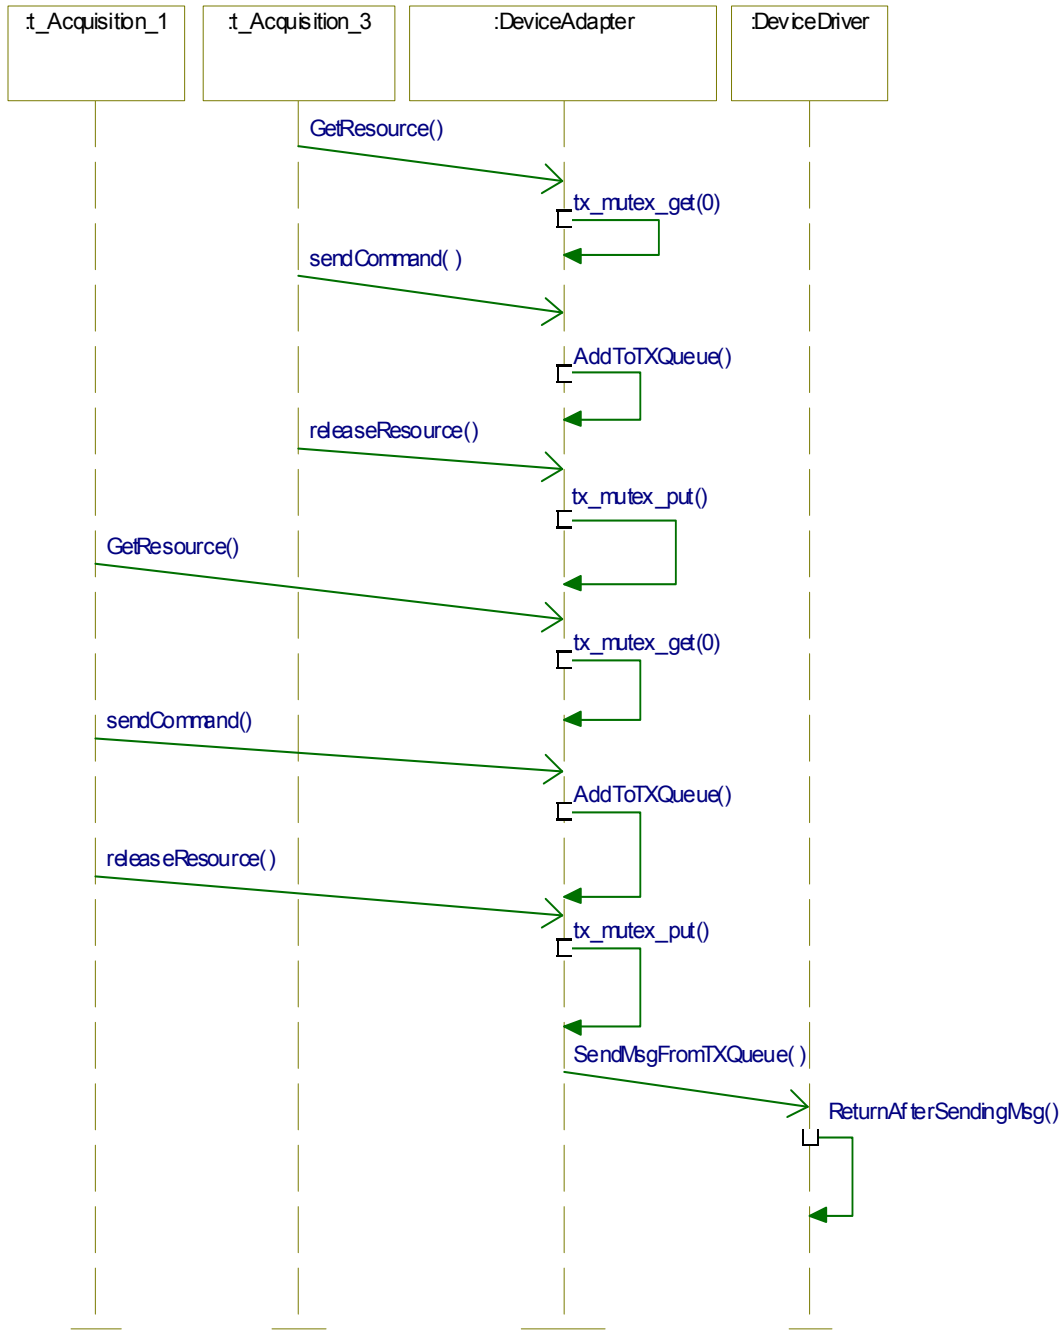 :t_Acquisition_1
:t_Acquisition_3
:DeviceAdapter
:DeviceDriver
GetResource()
tx_mutex_get(0)
sendCommand( )
AddToTXQueue()
releaseResource()
tx_mutex_put()
GetResource()
tx_mutex_get(0)
sendCommand()
AddToTXQueue()
releaseResource( )
tx_mutex_put()
SendMsgFromTXQueue( )
ReturnAfterSendingMsg()